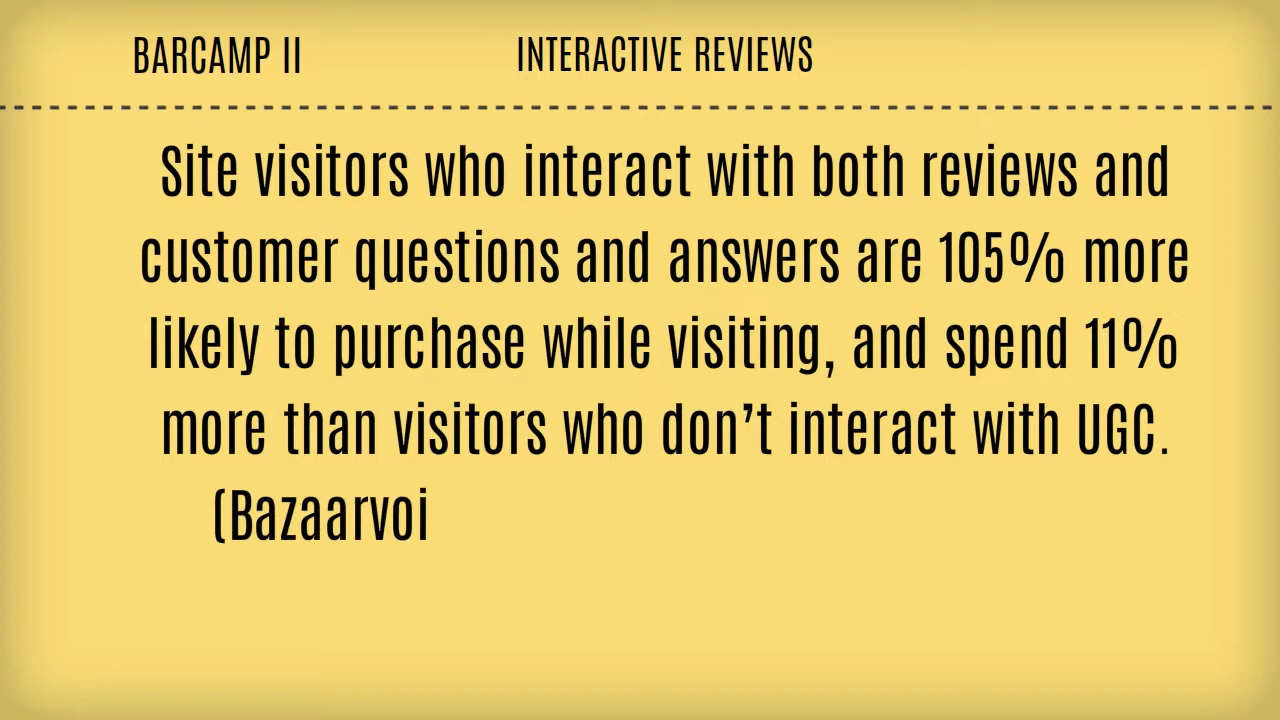 BARCAMP II
INTERACTIVE REVIEWS
Site visitors who interact with both reviews and
customer questions and answers are 105% more
likely to purchase while visiting, and spend 11%
more than visitors who don’t interact with UGC.
(Bazaarvoi